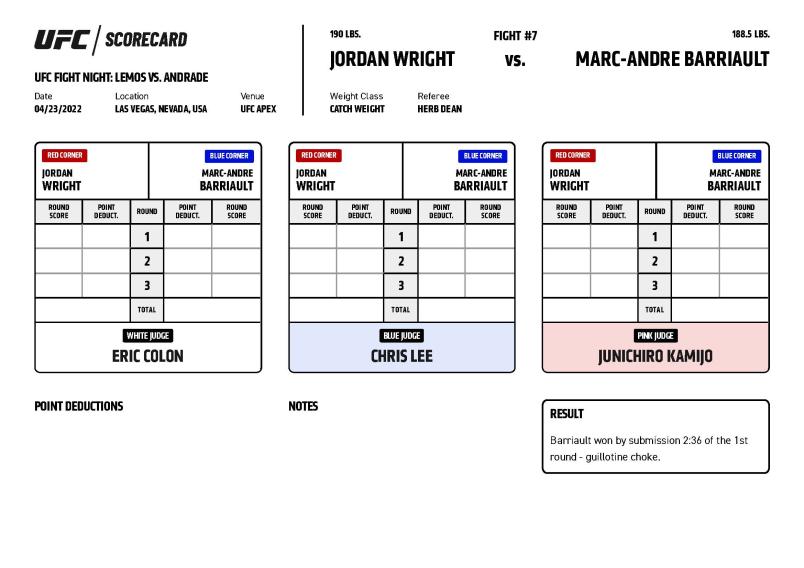 UFC SCORECARD
UFC FIGHT NIGHT: LEMOS VS. ANDRADE
Date Location Venue
04/23/2022 LAS VEGAS, NEVADA, USA UFC APEX
190 LBS. FIGHT #7 188.5 LBS.
JORDAN WRIGHT VS. MARC-ANDRE BARRIAULT
Weight Class Referee
CATCH WEIGHT HERB DEAN
RED CORNER BLUE CORNER
JORDAN MARC-ANDRE
WRIGHT BARRIAULT
ROUND POINT ROUND POINT ROUND
SCORE DEDUCT. DEDUCT. SCORE
1
2
3
TOTAL
WHITE JUDGE
ERIC COLON
RED CORNER BLUE CORNER
JORDAN MARC-ANDRE
WRIGHT BARRIAULT
ROUND POINT ROUND POINT ROUND
SCORE DEDUCT. DEDUCT. SCORE
1
2
3
TOTAL
BLUE JUDGE
CHRIS LEE
RED CORNER BLUE CORNER
JORDAN MARC-ANDRE
WRIGHT BARRIAULT
ROUND POINT ROUND POINT ROUND
SCORE DEDUCT. DEDUCT. SCORE
1
2
3
TOTAL
PINK JUDGE
JUNICHIRO KAMIJO
POINT DEDUCTIONS
NOTES
RESULT
Barriault won by submission 2:36 of the 1st
round - guillotine choke.